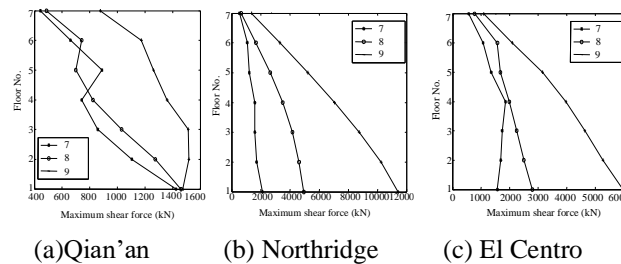 7
6
5
4
3
2
1
Floor No.
7
8
9
400 600 800 1000 1200 1400 1600
Maximum shear force (kN)
(a)Qian'an
7
6
5
4
3
2
1
Floor No.
7
8
9
0 2000 4000 6000 8000 10000 12000
Maximum shear force (kN)
(b) Northridge
7
6
5
4
3
2
1
Floor No.
7
8
9
0 1000 2000 3000 4000 5000 6000
Maximum shear force (kN)
(c) El Centro